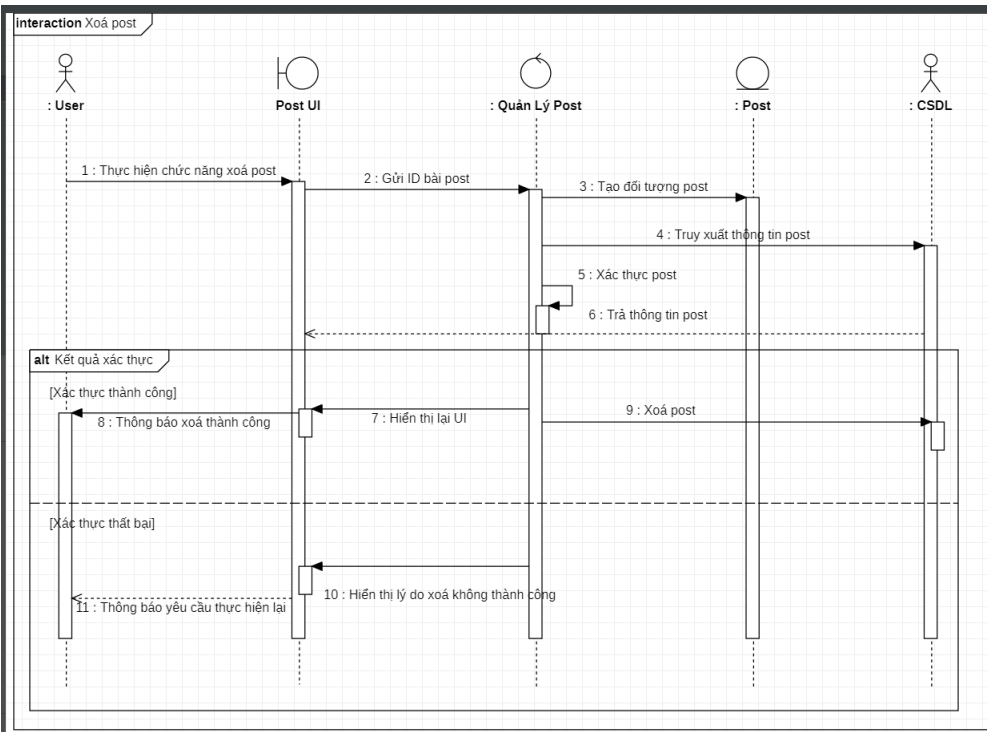 interaction Xoá post
: User
Post UI
: Quản Lý Post
: Post
: CSDL
1 : Thực hiện chức năng xoá post
2 : Gửi ID bài post
3 : Tạo đối tượng post
4 : Truy xuất thông tin post
5 : Xác thực post
6 : Trả thông tin post
alt Kết quả xác thực
[Xác thực thành công]
7 : Hiển thị lại UI
8 : Thông báo xoá thành công
9 : Xoá post
[Xác thực thất bại]
10 : Hiển thị lý do xoá không thành công
11 : Thông báo yêu cầu thực hiện lại